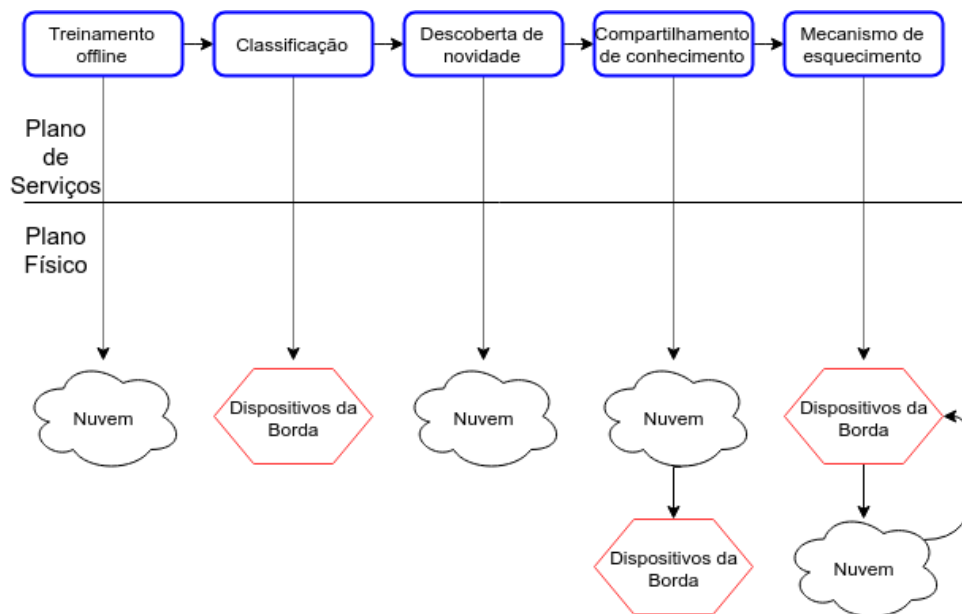 Treinamento
offline
Classificação
Descoberta de
novidade
Compartilhamento
de conhecimento
Mecanismo de
esquecimento
Plano
de
Serviços
Plano
Físico
Nuvem
Dispositivos da
Borda
Nuvem
Nuvem
Dispositivos da
Borda
Dispositivos da
Borda
Nuvem